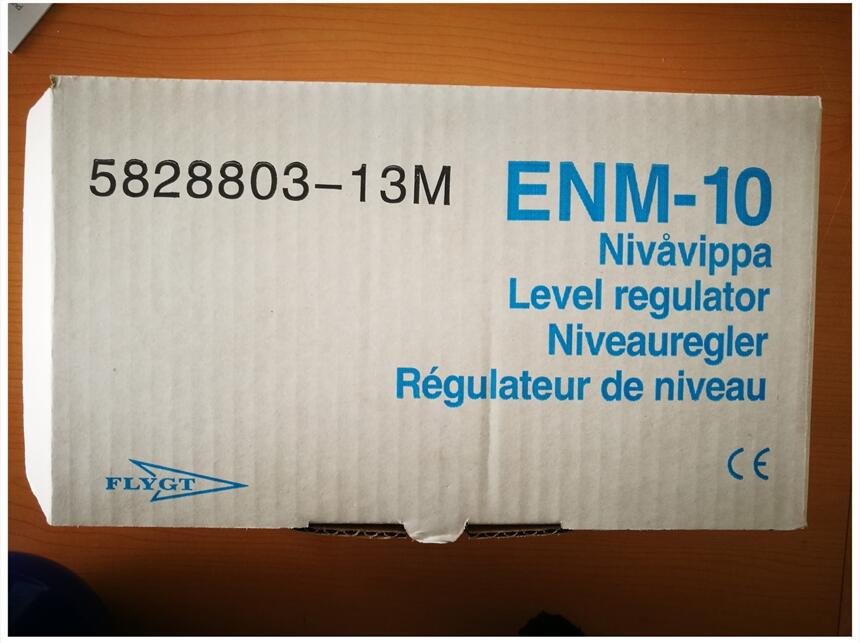 5828803-13M
ENM-10
Nivåvippa
Level regulator
Niveauregler
Régulateur de niveau
FLYGT
CE